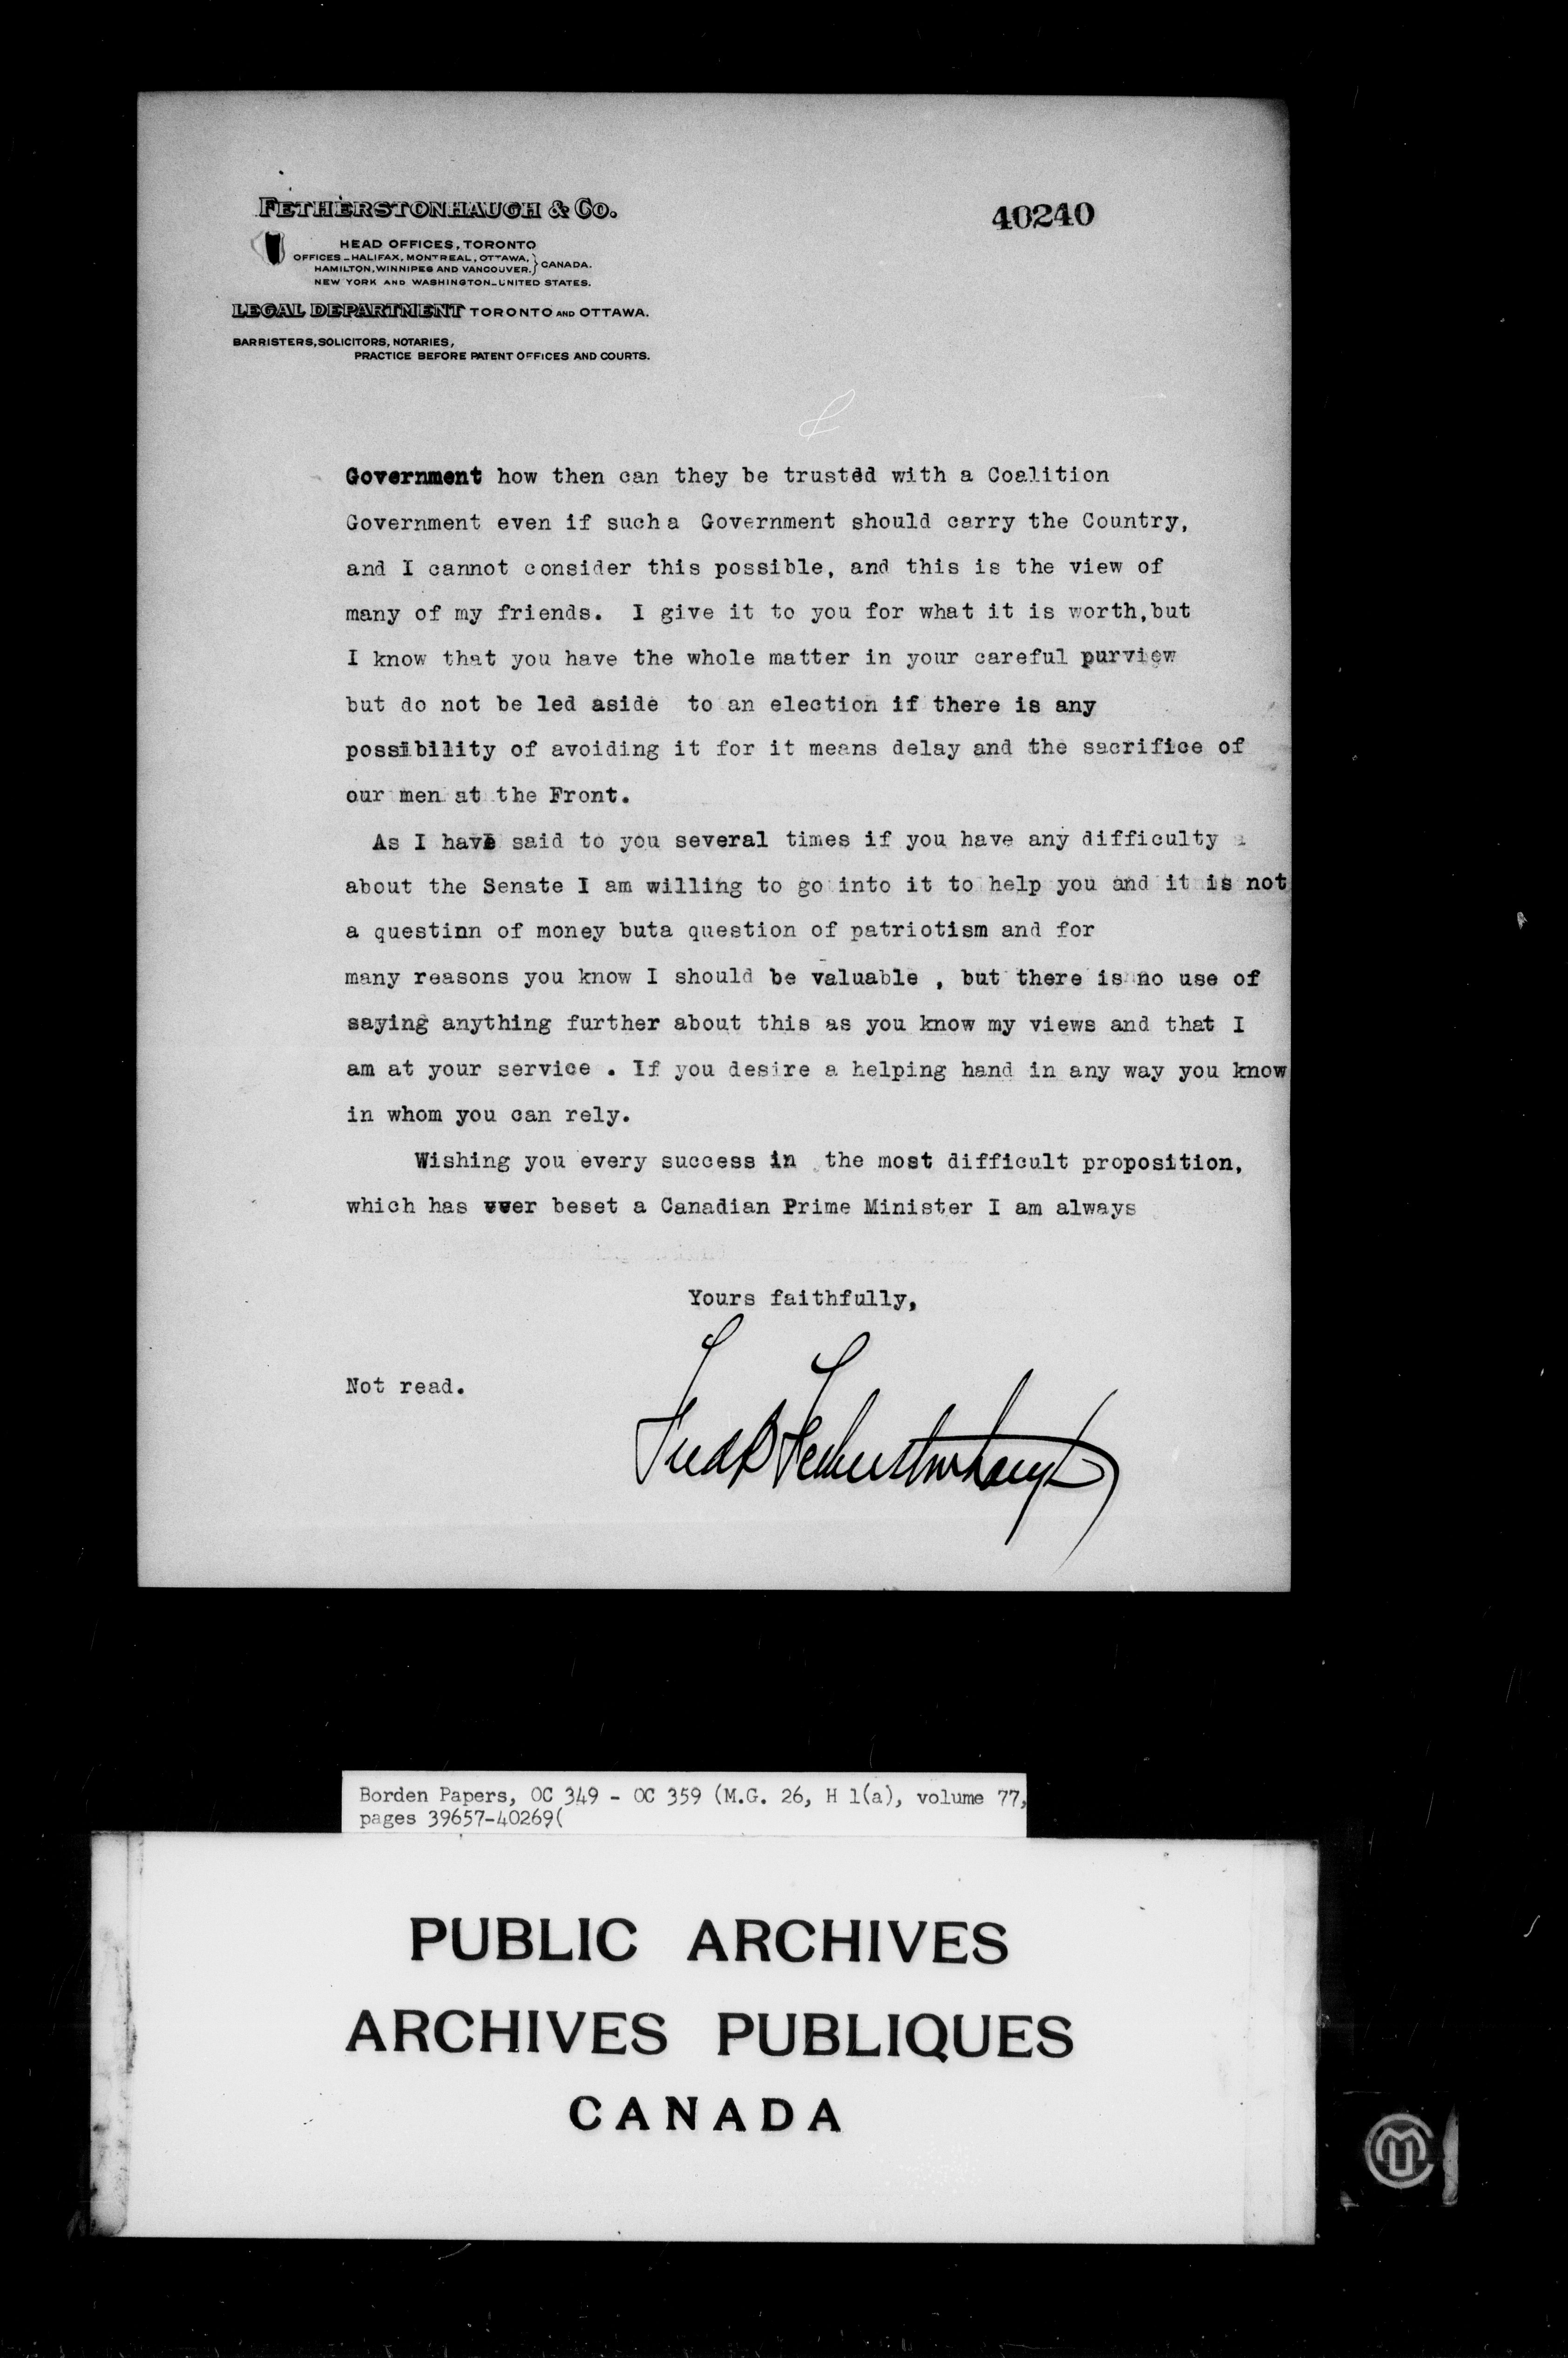 FETHERSTONHAUGH & CO.
40240
HEAD OFFICES, TORONTO
OFFICES - HALIFAX, MONTREAL, OTTAWA,
HAMILTON, WINNIPEG AND VANCOUVER. } CANADA.
NEW YORK AND WASHINGTON - UNITED STATES.
LEGAL DEPARTMENT TORONTO AND OTTAWA.
BARRISTERS, SOLICITORS, NOTARIES,
PRACTICE BEFORE PATENT OFFICES AND COURTS.
Government how then can they be trusted with a Coalition
Government even if such a Government should carry the Country,
and I cannot consider this possible, and this is the view of
many of my friends. I give it to you for what it is worth,but
I know that you have the whole matter in your careful purview
but do not be led aside to an election if there is any
possibility of avoiding it for it means delay and the sacrifice of
our men at the Front.
As I have said to you several times if you have any difficulty a
about the Senate I am willing to go into it to help you and it is not
a questinn of money buta question of patriotism and for
many reasons you know I should be valuable , but there is no use of
saying anything further about this as you know my views and that I
am at your service . If you desire a helping hand in any way you know
in whom you can rely.
Wishing you every success in the most difficult proposition,
which has ever beset a Canadian Prime Minister I am always
Yours faithfully,
Not read.
Fred B Fetherstonhaugh
Borden Papers, OC 349 - OC 359 (M.G. 26, H 1(a), volume 77,
pages 39657-40269(
PUBLIC ARCHIVES
ARCHIVES PUBLIQUES
CANADA